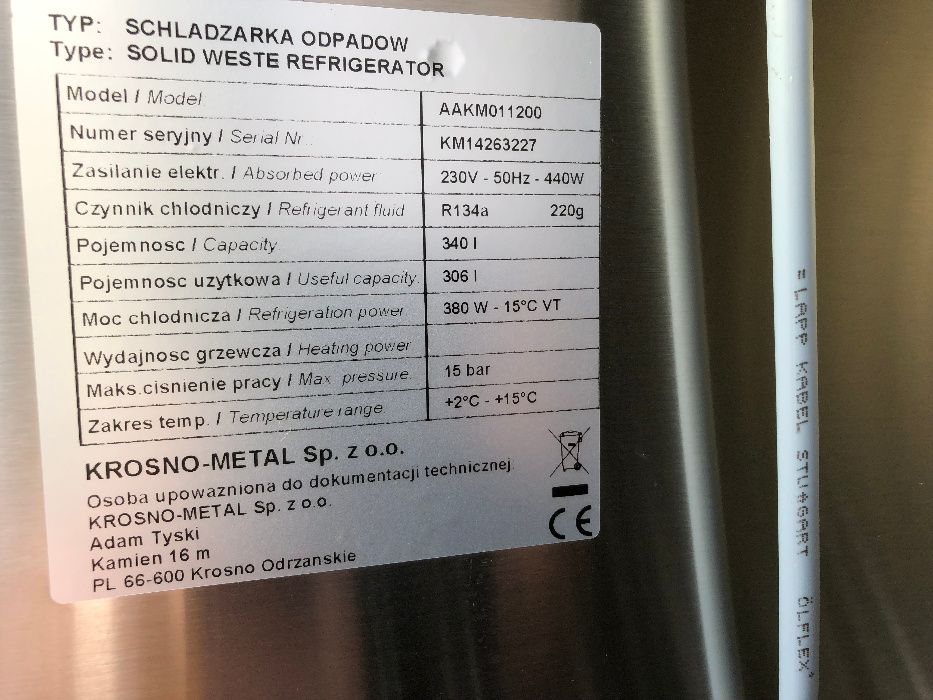 TYP: SCHLADZARKA ODPADOW
Type: SOLID WESTE REFRIGERATOR
Model / Model AAKM011200
Numer seryjny / Serial Nr. KM14263227
Zasilanie elektr. / Absorbed power 230V - 50Hz - 440W
Czynnik chlodniczy / Refrigerant fluid R134a 220g
Pojemnosc / Capacity 340 l
Pojemnosc uzytkowa / Useful capacity. 306 l
Moc chlodnicza / Refrigeration power 380 W - 15°C VT
Wydajnosc grzewcza / Heating power
Maks.cisnienie pracy / Max. pressure. 15 bar
Zakres temp. / Temperature range +2°C - +15°C
KROSNO-METAL Sp. z o.o.
Osoba upowazniona do dokumentacji technicznej:
KROSNO-METAL Sp. z o.o.
Adam Tyski
Kamien 16 m
PL 66-600 Krosno Odrzanskie
CE
= LAPP KABEL STUTTGART ÖLFLEX®